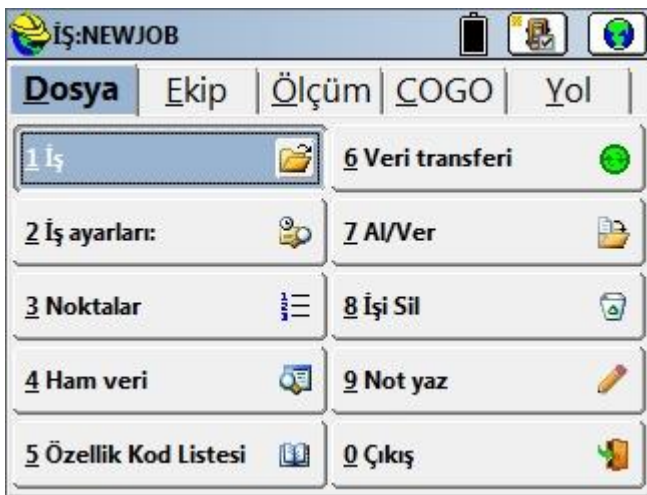 İŞ:NEWJOB
Dosya Ekip Ölçüm COGO Yol
1 İş
6 Veri transferi
2 İş ayarları:
7 Al/Ver
3 Noktalar
8 İşi Sil
4 Ham veri
9 Not yaz
5 Özellik Kod Listesi
0 Çıkış